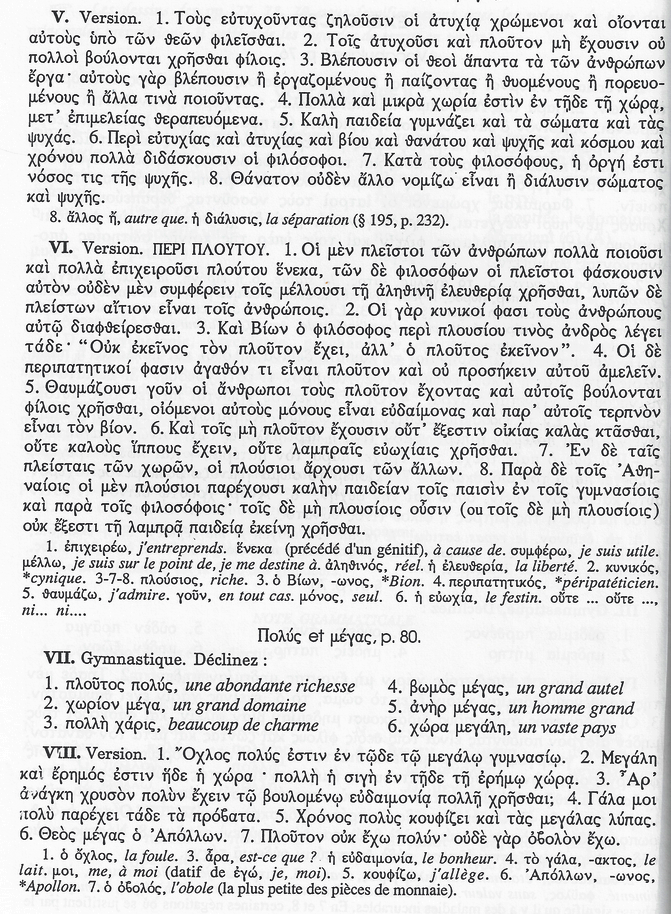 V. Version. 1. Τοὺς εὐτυχοῦντας ζηλοῦσιν οἱ ἀτυχίᾳ χρώμενοι καὶ οἴονται
αὐτοὺς ὑπὸ τῶν θεῶν φιλεῖσθαι. 2. Τοῖς ἀτυχοῦσι καὶ πλοῦτον μὴ ἔχουσιν οὐ
πολλοὶ βούλονται χρῆσθαι φίλοις. 3. Βλέπουσιν οἱ θεοὶ ἅπαντα τὰ τῶν ἀνθρώπων
ἔργα· αὐτοὺς γὰρ βλέπουσιν ἢ ἐργαζομένους ἢ παίζοντας ἢ θυομένους ἢ πορευο-
μένους ἢ ἄλλα τινὰ ποιοῦντας. 4. Πολλὰ καὶ μικρὰ χωρία ἐστὶν ἐν τῇδε τῇ χώρᾳ,
μετ' ἐπιμελείας θεραπευόμενα. 5. Καλὴ παιδεία γυμνάζει καὶ τὰ σώματα καὶ τὰς
ψυχάς. 6. Περὶ εὐτυχίας καὶ ἀτυχίας καὶ βίου καὶ θανάτου καὶ ψυχῆς καὶ κόσμου καὶ
χρόνου πολλὰ διδάσκουσιν οἱ φιλόσοφοι. 7. Κατὰ τοὺς φιλοσόφους, ἡ ὀργή ἐστι
νόσος τις τῆς ψυχῆς. 8. Θάνατον οὐδὲν ἄλλο νομίζω εἶναι ἢ διάλυσιν σώματος
καὶ ψυχῆς.
8. ἄλλος ἤ, autre que. ἡ διάλυσις, la séparation (§ 195, p. 232).
VI. Version. ΠΕΡΙ ΠΛΟΥΤΟΥ. 1. Οἱ μὲν πλεῖστοι τῶν ἀνθρώπων πολλὰ ποιοῦσι
καὶ πολλὰ ἐπιχειροῦσι πλούτου ἕνεκα, τῶν δὲ φιλοσόφων οἱ πλεῖστοι φάσκουσιν
αὐτὸν οὐδὲν μὲν συμφέρειν τοῖς μέλλουσι τῇ ἀληθινῇ ἐλευθερίᾳ χρῆσθαι, λυπῶν δὲ
πλείστων αἴτιον εἶναι τοῖς ἀνθρώποις. 2. Οἱ γὰρ κυνικοί φασι τοὺς ἀνθρώπους
αὐτῷ διαφθείρεσθαι. 3. Καὶ Βίων ὁ φιλόσοφος περὶ πλουσίου τινὸς ἀνδρὸς λέγει
τάδε· “Οὐκ ἐκεῖνος τὸν πλοῦτον ἔχει, ἀλλ' ὁ πλοῦτος ἐκεῖνον”. 4. Οἱ δὲ
περιπατητικοί φασιν ἀγαθόν τι εἶναι πλοῦτον καὶ οὐ προσήκειν αὐτοῦ ἀμελεῖν.
5. Θαυμάζουσι γοῦν οἱ ἄνθρωποι τοὺς πλοῦτον ἔχοντας καὶ αὐτοῖς βούλονται
φίλοις χρῆσθαι, οἰόμενοι αὐτοὺς μόνους εἶναι εὐδαίμονας καὶ παρ' αὐτοῖς τερπνὸν
εἶναι τὸν βίον. 6. Καὶ τοῖς μὴ πλοῦτον ἔχουσιν οὔτ' ἔξεστιν οἰκίας καλὰς κτᾶσθαι,
οὔτε καλοὺς ἵππους ἔχειν, οὔτε λαμπραῖς εὐωχίαις χρῆσθαι. 7. Ἐν δὲ ταῖς
πλείσταις τῶν χωρῶν, οἱ πλούσιοι ἄρχουσι τῶν ἄλλων. 8. Παρὰ δὲ τοῖς Ἀθη-
ναίοις οἱ μὲν πλούσιοι παρέχουσι καλὴν παιδείαν τοῖς παισὶν ἐν τοῖς γυμνασίοις
καὶ παρὰ τοῖς φιλοσόφοις· τοῖς δὲ μὴ πλουσίοις οὖσιν (ou τοῖς δὲ μὴ πλουσίοις)
οὐκ ἔξεστι τῇ λαμπρᾷ παιδείᾳ ἐκείνῃ χρῆσθαι.
1. ἐπιχειρέω, j'entreprends. ἕνεκα (précédé d'un génitif), à cause de. συμφέρω, je suis utile.
μέλλω, je suis sur le point de, je me destine à. ἀληθινός, réel. ἡ ἐλευθερία, la liberté. 2. κυνικός,
*cynique. 3-7-8. πλούσιος, riche. 3. ὁ Βίων, -ωνος, *Bion. 4. περιπατητικός, *péripatéticien.
5. θαυμάζω, j'admire. γοῦν, en tout cas. μόνος, seul. 6. ἡ εὐωχία, le festin. οὔτε ... οὔτε ...,
ni... ni....
Πολύς et μέγας, p. 80.
VII. Gymnastique. Déclinez :
1. πλοῦτος πολύς, une abondante richesse
2. χωρίον μέγα, un grand domaine
3. πολλὴ χάρις, beaucoup de charme
4. βωμὸς μέγας, un grand autel
5. ἀνὴρ μέγας, un homme grand
6. χώρα μεγάλη, un vaste pays
VIII. Version. 1. Ὄχλος πολύς ἐστιν ἐν τῷδε τῷ μεγάλῳ γυμνασίῳ. 2. Μεγάλη
καὶ ἔρημός ἐστιν ἥδε ἡ χώρα · πολλὴ ἡ σιγὴ ἐν τῇδε τῇ ἐρήμῳ χώρᾳ. 3. Ἆρ'
ἀνάγκη χρυσὸν πολὺν ἔχειν τῷ βουλομένῳ εὐδαιμονίᾳ πολλῇ χρῆσθαι; 4. Γάλα μοι
πολὺ παρέχει τάδε τὰ πρόβατα. 5. Χρόνος πολὺς κουφίζει καὶ τὰς μεγάλας λύπας.
6. Θεὸς μέγας ὁ Ἀπόλλων. 7. Πλοῦτον οὐκ ἔχω πολύν· οὐδὲ γὰρ ὀβολὸν ἔχω.
1. ὁ ὄχλος, la foule. 3. ἆρα, est-ce que ? ἡ εὐδαιμονία, le bonheur. 4. τὸ γάλα, -ακτος, le
lait. μοι, me, à moi (datif de ἐγώ, je, moi). 5. κουφίζω, j'allège. 6. Ἀπόλλων, -ωνος,
*Apollon. 7. ὁ ὀβολός, l'obole (la plus petite des pièces de monnaie).